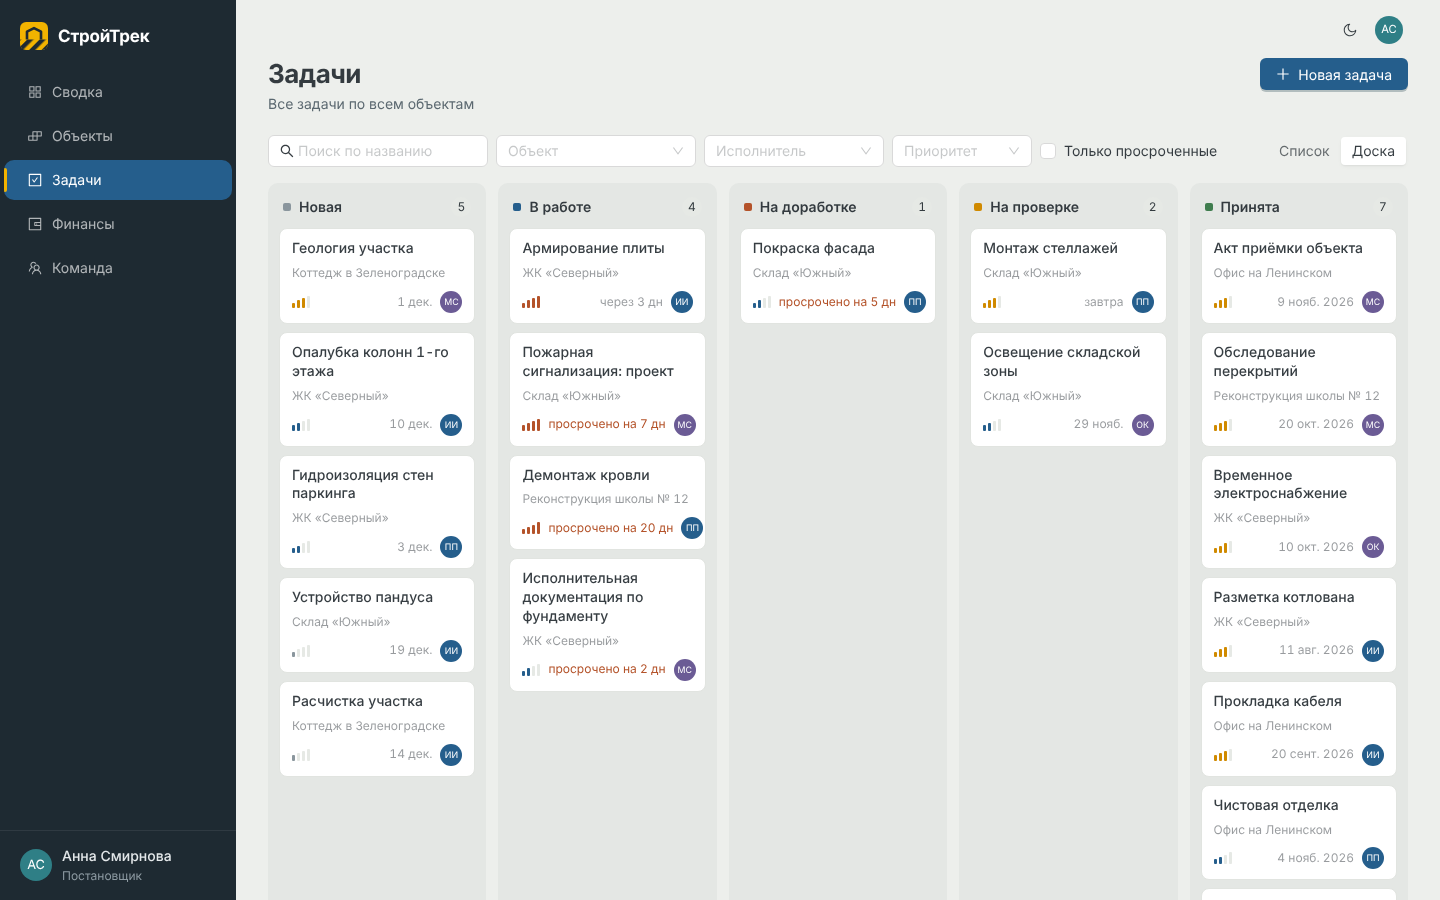 СтройТрек
Сводка
Объекты
Задачи
Финансы
Команда
АС
Анна Смирнова
Постановщик
АС
Задачи
Все задачи по всем объектам
Новая задача
Поиск по названию
Объект
Исполнитель
Приоритет
Только просроченные
Список
Доска
Новая 5
Геология участка
Коттедж в Зеленоградске
1 дек. МС
Опалубка колонн 1-го
этажа
ЖК «Северный»
10 дек. ИИ
Гидроизоляция стен
паркинга
ЖК «Северный»
3 дек. ПП
Устройство пандуса
Склад «Южный»
19 дек. ИИ
Расчистка участка
Коттедж в Зеленоградске
14 дек. ИИ
В работе 4
Армирование плиты
ЖК «Северный»
через 3 дн ИИ
Пожарная
сигнализация: проект
Склад «Южный»
просрочено на 7 дн МС
Демонтаж кровли
Реконструкция школы № 12
просрочено на 20 дн ПП
Исполнительная
документация по
фундаменту
ЖК «Северный»
просрочено на 2 дн МС
На доработке 1
Покраска фасада
Склад «Южный»
просрочено на 5 дн ПП
На проверке 2
Монтаж стеллажей
Склад «Южный»
завтра ПП
Освещение складской
зоны
Склад «Южный»
29 нояб. ОК
Принята 7
Акт приёмки объекта
Офис на Ленинском
9 нояб. 2026 МС
Обследование
перекрытий
Реконструкция школы № 12
20 окт. 2026 МС
Временное
электроснабжение
ЖК «Северный»
10 окт. 2026 ОК
Разметка котлована
ЖК «Северный»
11 авг. 2026 ИИ
Прокладка кабеля
Офис на Ленинском
20 сент. 2026 ИИ
Чистовая отделка
Офис на Ленинском
4 нояб. 2026 ПП